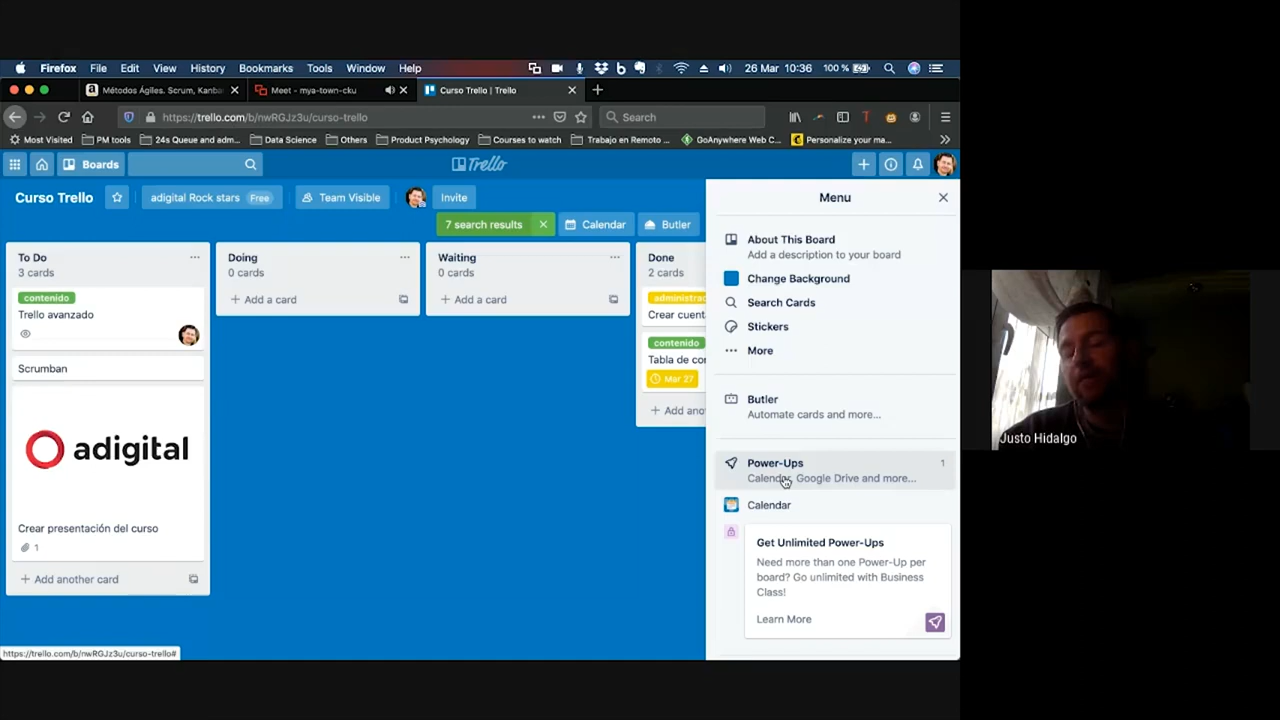 Firefox File Edit View History Bookmarks Tools Window Help 26 Mar 10:36 100 %
Métodos Ágiles. Scrum, Kanba
Meet - mya-town-cku
Curso Trello | Trello
https://trello.com/b/nwRGJz3u/curso-trello
Search
Most Visited PM tools 24s Queue and adm... Data Science Others Product Psychology Courses to watch Trabajo en Remoto ... GoAnywhere Web C... Personalize your ma...
Boards
Trello
Curso Trello
adigital Rock stars Free
Team Visible
Invite
7 search results
Calendar
Butler
To Do
3 cards
contenido
Trello avanzado
Scrumban
adigital
Crear presentación del curso
1
+ Add another card
Doing
0 cards
+ Add a card
Waiting
0 cards
+ Add a card
Done
2 cards
administrac
Crear cuent
contenido
Tabla de cor
Mar 27
+ Add ano
Menu
About This Board
Add a description to your board
Change Background
Search Cards
Stickers
More
Butler
Automate cards and more...
Power-Ups 1
Calendar, Google Drive and more...
Calendar
Get Unlimited Power-Ups
Need more than one Power-Up per
board? Go unlimited with Business
Class!
Learn More
https://trello.com/b/nwRGJz3u/curso-trello#
Justo Hidalgo